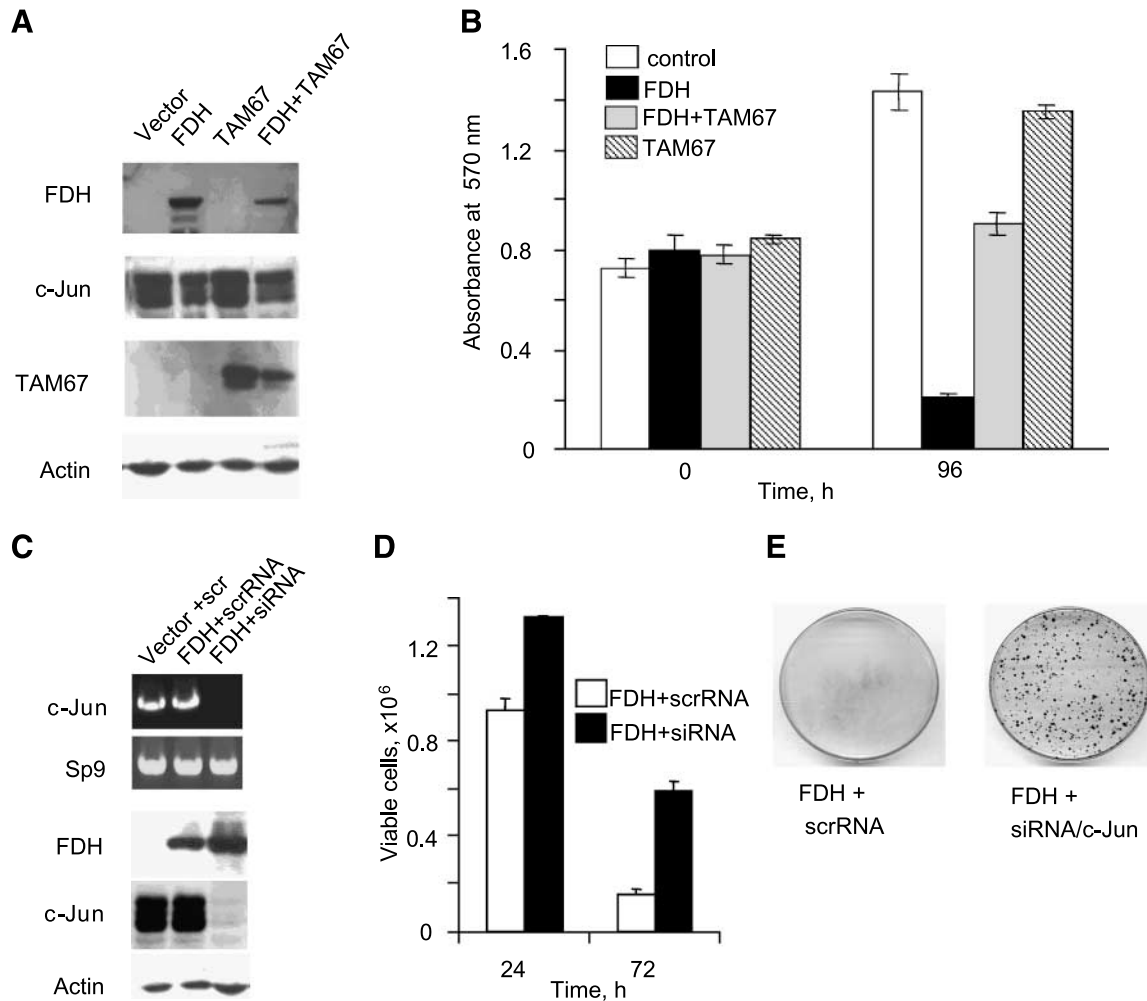 A
Vector
FDH
TAM67
FDH+TAM67
FDH
c-Jun
TAM67
Actin
B
1.6
1.2
0.8
0.4
0
Absorbance at 570 nm
control
FDH
FDH+TAM67
TAM67
0
96
Time, h
C
Vector +scr
FDH+scrRNA
FDH+siRNA
c-Jun
Sp9
FDH
c-Jun
Actin
D
1.2
0.8
0.4
0
Viable cells, x10⁶
FDH+scrRNA
FDH+siRNA
24
72
Time, h
E
FDH +
scrRNA
FDH +
siRNA/c-Jun